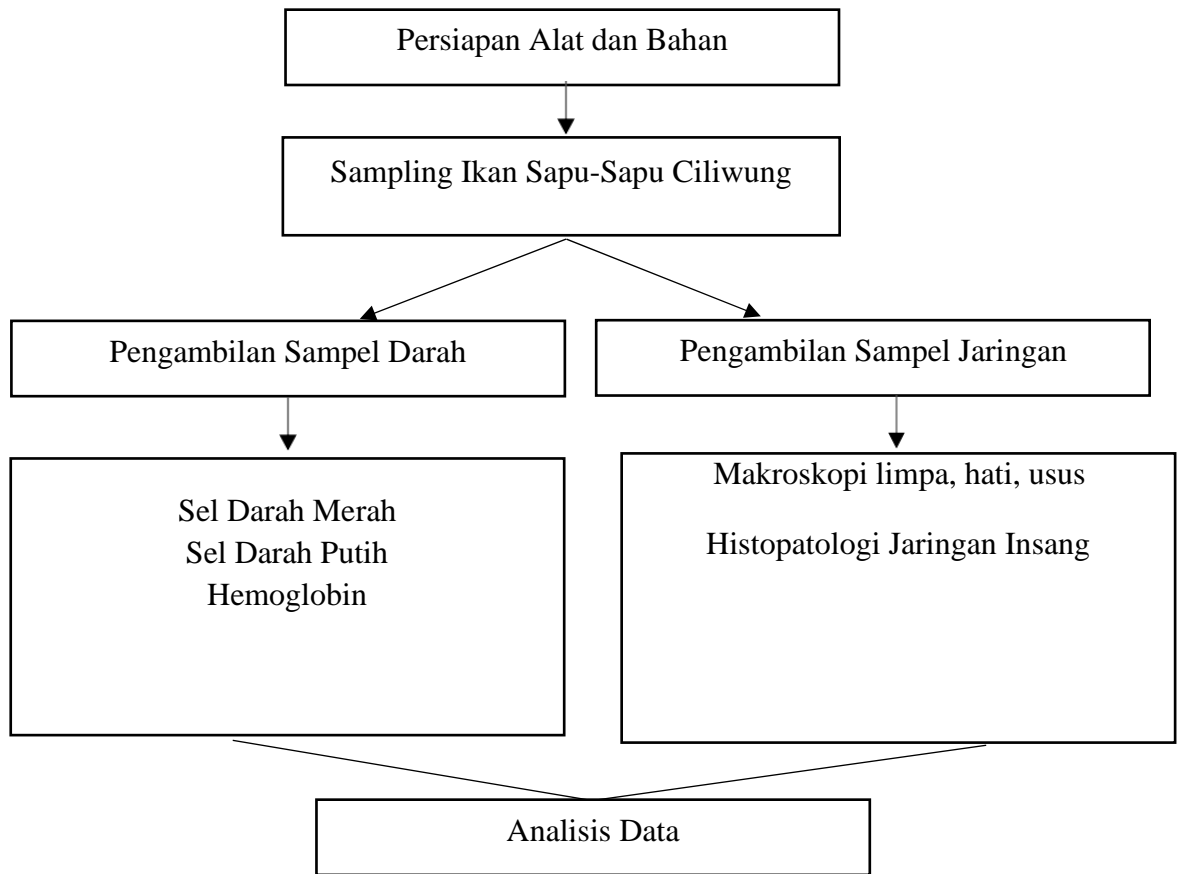 Persiapan Alat dan Bahan
Sampling Ikan Sapu-Sapu Ciliwung
Pengambilan Sampel Darah
Pengambilan Sampel Jaringan
Sel Darah Merah
Sel Darah Putih
Hemoglobin
Makroskopi limpa, hati, usus
Histopatologi Jaringan Insang
Analisis Data